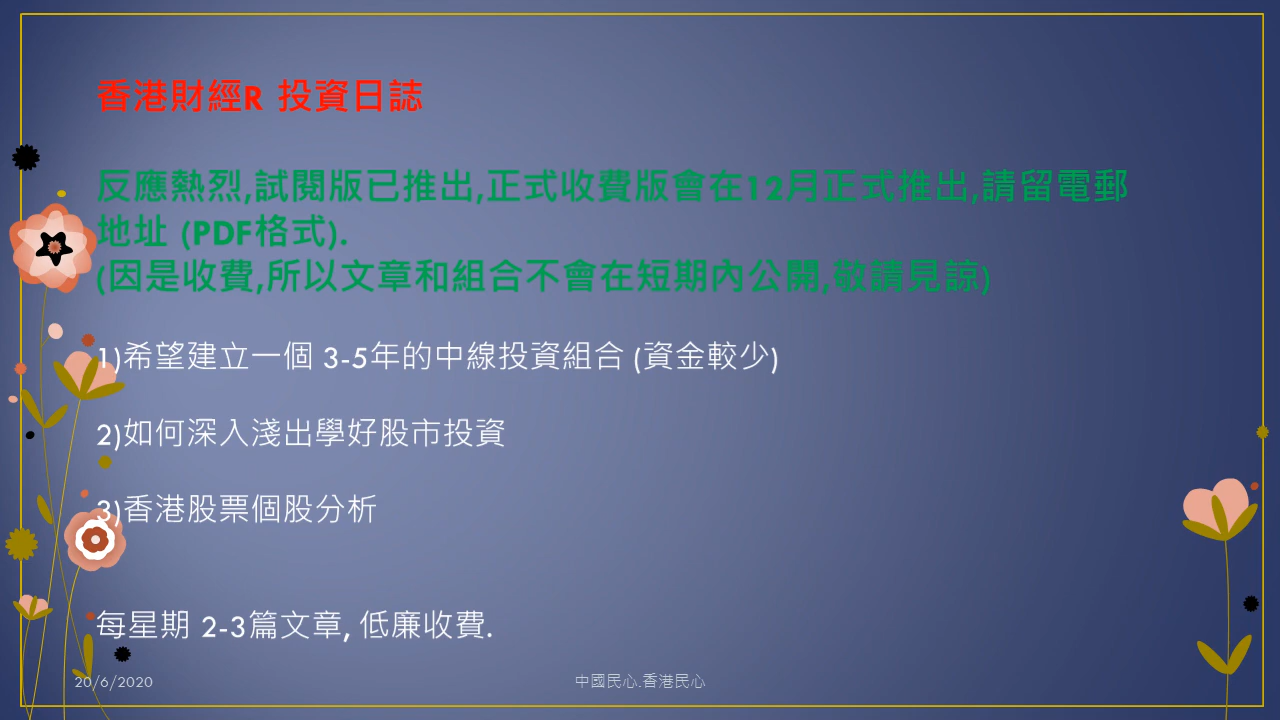 香港財經R 投資日誌
反應熱烈,試閱版已推出,正式收費版會在12月正式推出,請留電郵
地址 (PDF格式).
(因是收費,所以文章和組合不會在短期內公開,敬請見諒)
1)希望建立一個 3-5年的中線投資組合 (資金較少)
2)如何深入淺出學好股市投資
3)香港股票個股分析
每星期 2-3篇文章, 低廉收費.
20/6/2020
中國民心.香港民心